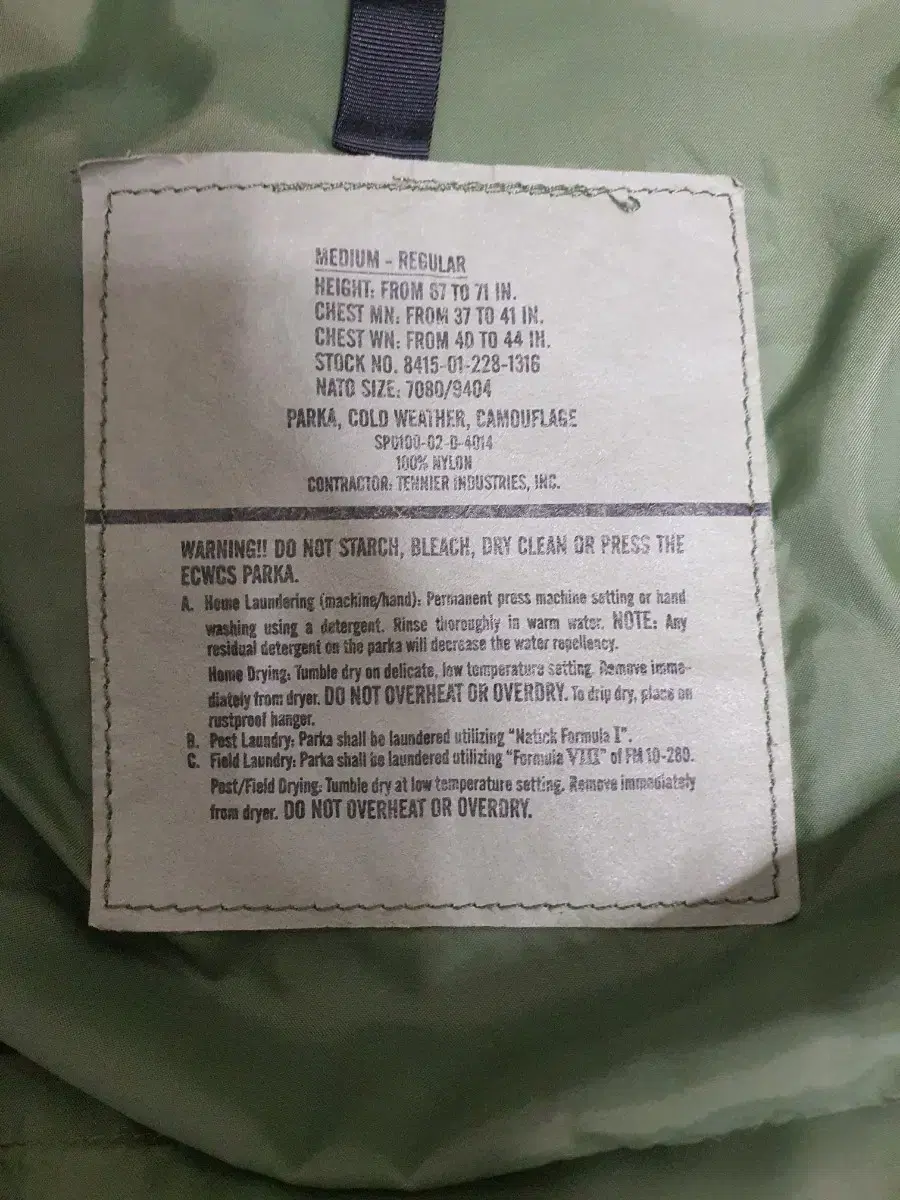 MEDIUM - REGULAR
HEIGHT: FROM 67 TO 71 IN.
CHEST MN: FROM 37 TO 41 IN.
CHEST WN: FROM 40 TO 44 IN.
STOCK NO. 8415-01-228-1316
NATO SIZE: 7080/9404
PARKA, COLD WEATHER, CAMOUFLAGE
SP0100-02-D-4014
100% NYLON
CONTRACTOR: TENNIER INDUSTRIES, INC.
WARNING!! DO NOT STARCH, BLEACH, DRY CLEAN OR PRESS THE
ECWCS PARKA.
A. Home Laundering (machine/hand): Permanent press machine setting or hand
washing using a detergent. Rinse thoroughly in warm water. NOTE: Any
residual detergent on the parka will decrease the water repellency.
Home Drying: Tumble dry on delicate, low temperature setting. Remove imme-
diately from dryer. DO NOT OVERHEAT OR OVERDRY. To drip dry, place on
rustproof hanger.
B. Post Laundry: Parka shall be laundered utilizing "Natick Formula I".
C. Field Laundry: Parka shall be laundered utilizing "Formula VIII" of FM 10-280.
Post/Field Drying: Tumble dry at low temperature setting. Remove immediately
from dryer. DO NOT OVERHEAT OR OVERDRY.